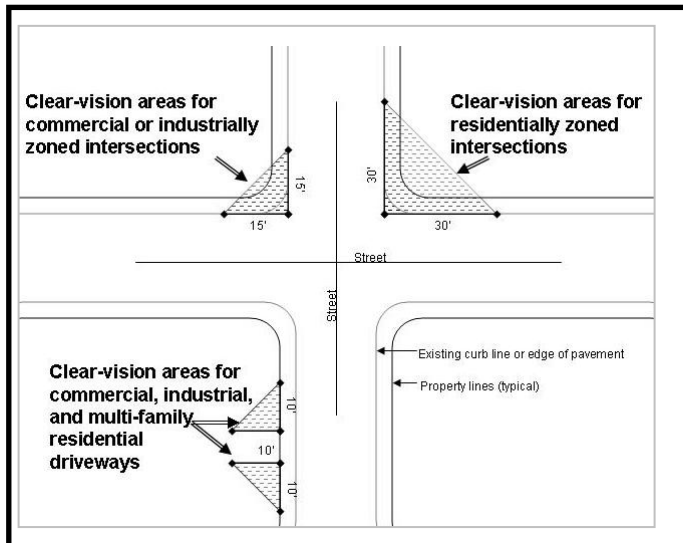 Clear-vision areas for
commercial or industrially
zoned intersections
Clear-vision areas for
residentially zoned
intersections
15'
15'
30'
30'
Street
Street
Existing curb line or edge of pavement
Property lines (typical)
Clear-vision areas for
commercial, industrial,
and multi-family
residential
driveways
10'
10'
10'